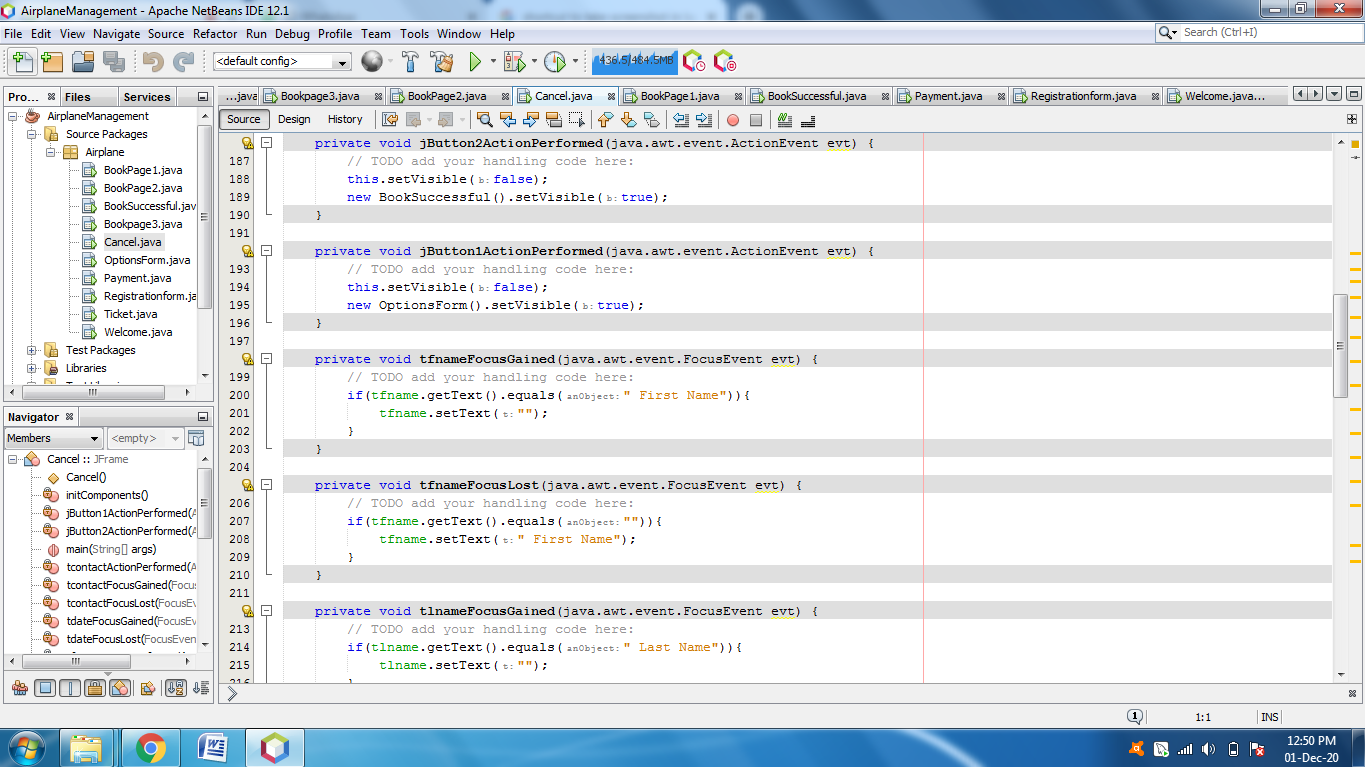 AirplaneManagement - Apache NetBeans IDE 12.1
File Edit View Navigate Source Refactor Run Debug Profile Team Tools Window Help
Search (Ctrl+I)
<default config>
436.5/484.5MB
Pro... Files Services
...java Bookpage3.java BookPage2.java Cancel.java BookPage1.java BookSuccessful.java Payment.java Registrationform.java Welcome.java...
Source Design History
AirplaneManagement
Source Packages
Airplane
BookPage1.java
BookPage2.java
BookSuccessful.jav
Bookpage3.java
Cancel.java
OptionsForm.java
Payment.java
Registrationform.ja
Ticket.java
Welcome.java
Test Packages
Libraries
Navigator
Members <empty>
Cancel :: JFrame
Cancel()
initComponents()
jButton1ActionPerformed(A
jButton2ActionPerformed(A
main(String[] args)
tcontactActionPerformed(A
tcontactFocusGained(Focus
tcontactFocusLost(FocusEv
tdateFocusGained(FocusEv
tdateFocusLost(FocusEven
private void jButton2ActionPerformed(java.awt.event.ActionEvent evt) {
187 // TODO add your handling code here:
188 this.setVisible(b:false);
189 new BookSuccessful().setVisible(b:true);
190 }
191
private void jButton1ActionPerformed(java.awt.event.ActionEvent evt) {
193 // TODO add your handling code here:
194 this.setVisible(b:false);
195 new OptionsForm().setVisible(b:true);
196 }
197
private void tfnameFocusGained(java.awt.event.FocusEvent evt) {
199 // TODO add your handling code here:
200 if(tfname.getText().equals(anObject:" First Name")){
201 tfname.setText(t:"");
202 }
203 }
204
private void tfnameFocusLost(java.awt.event.FocusEvent evt) {
206 // TODO add your handling code here:
207 if(tfname.getText().equals(anObject:"")){
208 tfname.setText(t:" First Name");
209 }
210 }
211
private void tlnameFocusGained(java.awt.event.FocusEvent evt) {
213 // TODO add your handling code here:
214 if(tlname.getText().equals(anObject:" Last Name")){
215 tlname.setText(t:"");
1 1:1 INS
12:50 PM
01-Dec-20